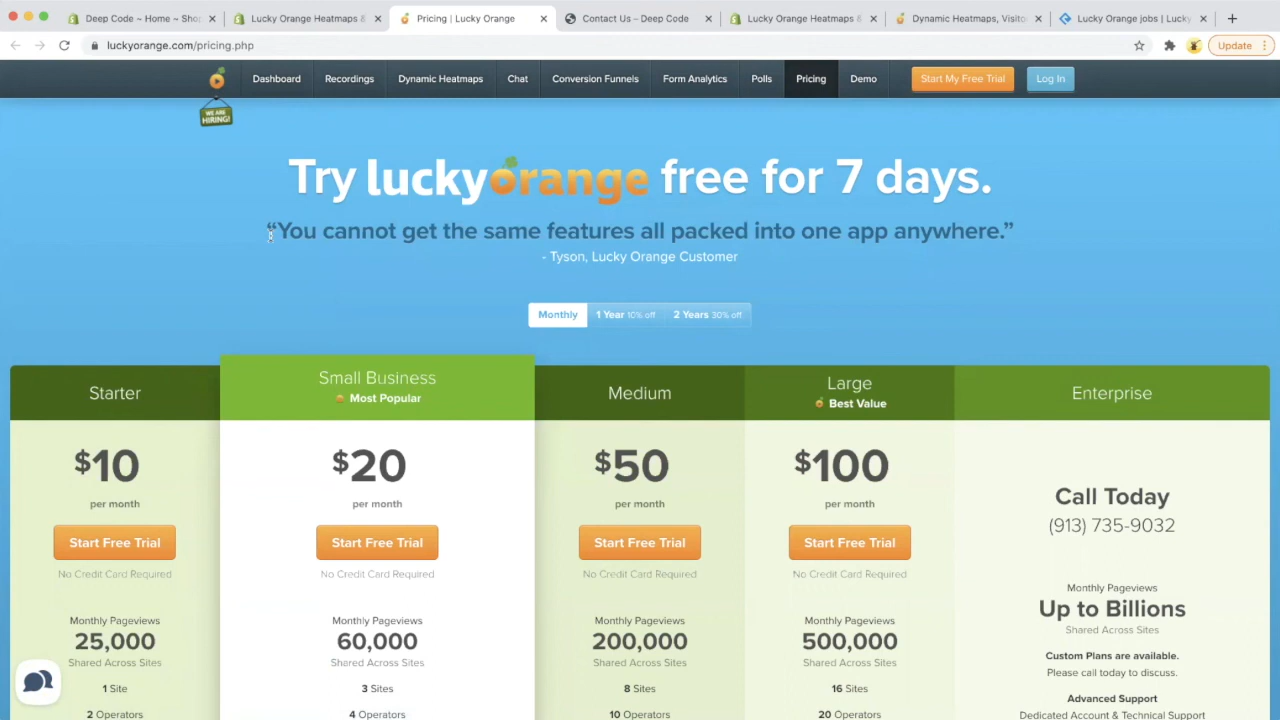 Deep Code ~ Home ~ Sho
Lucky Orange Heatmaps &
Pricing | Lucky Orange
Contact Us – Deep Code
Lucky Orange Heatmaps &
Dynamic Heatmaps, Visito
Lucky Orange jobs | Lucky
luckyorange.com/pricing.php
Update
Dashboard
Recordings
Dynamic Heatmaps
Chat
Conversion Funnels
Form Analytics
Polls
Pricing
Demo
Start My Free Trial
Log In
WE ARE
HIRING!
Try luckyorange free for 7 days.
“You cannot get the same features all packed into one app anywhere.”
- Tyson, Lucky Orange Customer
Monthly
1 Year 10% off
2 Years 30% off
Starter
$10
per month
Start Free Trial
No Credit Card Required
Monthly Pageviews
25,000
Shared Across Sites
1 Site
2 Operators
Small Business
Most Popular
$20
per month
Start Free Trial
No Credit Card Required
Monthly Pageviews
60,000
Shared Across Sites
3 Sites
4 Operators
Medium
$50
per month
Start Free Trial
No Credit Card Required
Monthly Pageviews
200,000
Shared Across Sites
8 Sites
10 Operators
Large
Best Value
$100
per month
Start Free Trial
No Credit Card Required
Monthly Pageviews
500,000
Shared Across Sites
16 Sites
20 Operators
Enterprise
Call Today
(913) 735-9032
Monthly Pageviews
Up to Billions
Shared Across Sites
Custom Plans are available.
Please call today to discuss.
Advanced Support
Dedicated Account & Technical Support